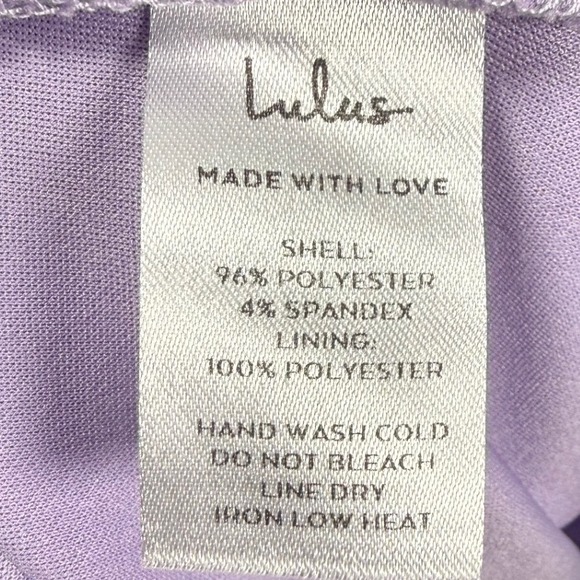 Lulus
MADE WITH LOVE
SHELL:
96% POLYESTER
4% SPANDEX
LINING:
100% POLYESTER
HAND WASH COLD
DO NOT BLEACH
LINE DRY
IRON LOW HEAT